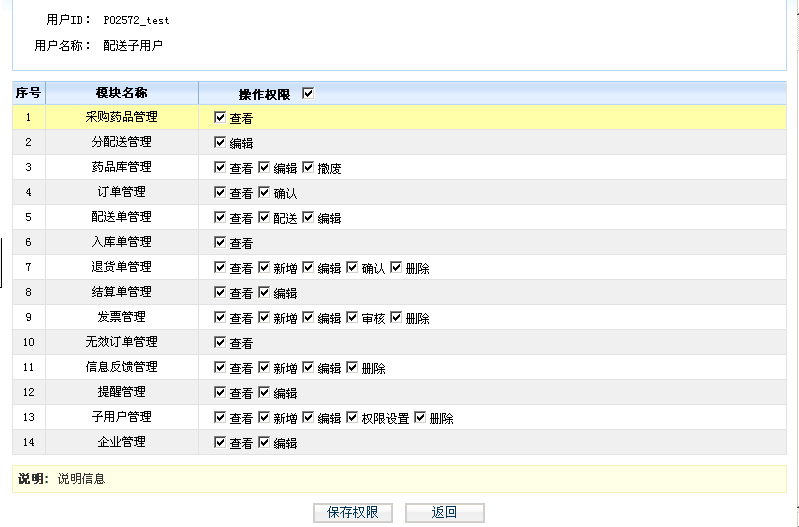 用户ID： PO2572_test
用户名称： 配送子用户
序号 模块名称 操作权限
1 采购药品管理 查看
2 分配送管理 编辑
3 药品库管理 查看 编辑 撤废
4 订单管理 查看 确认
5 配送单管理 查看 配送 编辑
6 入库单管理 查看
7 退货单管理 查看 新增 编辑 确认 删除
8 结算单管理 查看 编辑
9 发票管理 查看 新增 编辑 审核 删除
10 无效订单管理 查看
11 信息反馈管理 查看 新增 编辑 删除
12 提醒管理 查看 编辑
13 子用户管理 查看 新增 编辑 权限设置 删除
14 企业管理 查看 编辑
说明： 说明信息
保存权限 返回